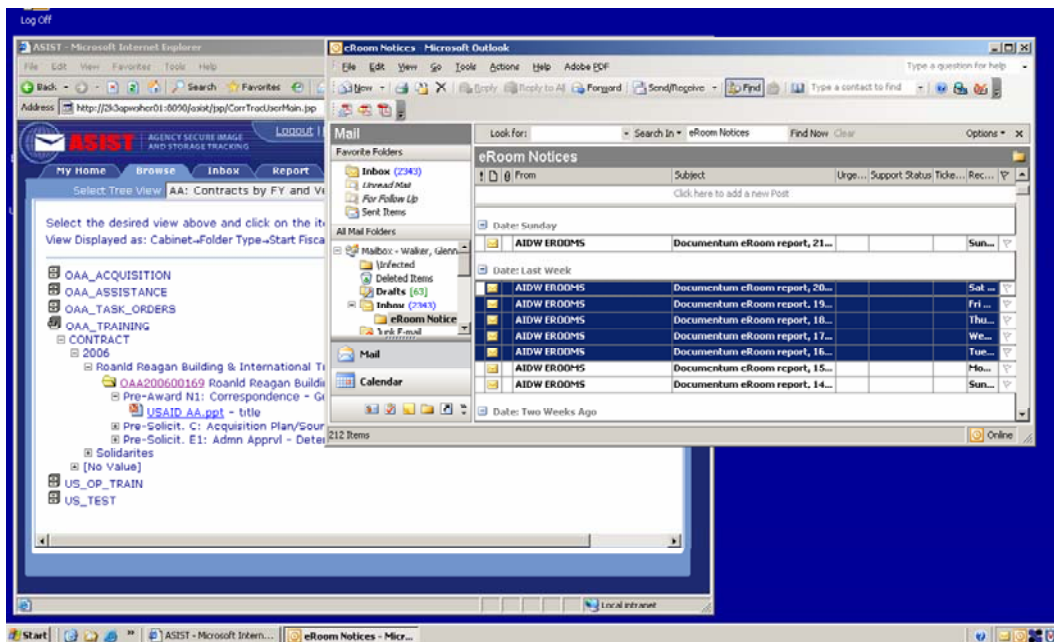 Log Off
ASIST - Microsoft Internet Explorer
File Edit View Favorites Tools Help
Back Search Favorites
Address http://2k3apwohor01:8090/asist/jsp/CorrTracUserMain.jsp
ASIST AGENCY SECURE IMAGE AND STORAGE TRACKING
Logout
My Home Browse Inbox Report
Select Tree View AA: Contracts by FY and Ve
Select the desired view above and click on the it
View Displayed as: Cabinet→Folder Type→Start Fisca
OAA_ACQUISITION
OAA_ASSISTANCE
OAA_TASK_ORDERS
OAA_TRAINING
CONTRACT
2006
Roanld Reagan Building & International Tr
OAA200600169 Roanld Reagan Buildi
Pre-Award N1: Correspondence - Ge
USAID AA.ppt - title
Pre-Solicit. C: Acquisition Plan/Sour
Pre-Solicit. E1: Admn Apprvl - Deter
Solidarites
[No Value]
US_OP_TRAIN
US_TEST
Local intranet
eRoom Notices - Microsoft Outlook
File Edit View Go Tools Actions Help Adobe PDF
Type a question for help
New Reply Reply to All Forward Send/Receive Find Type a contact to find
Mail
Look for: Search In eRoom Notices Find Now Clear Options
Favorite Folders
Inbox (2343)
Unread Mail
For Follow Up
Sent Items
All Mail Folders
Mailbox - Walker, Glenn
\Infected
Deleted Items
Drafts [63]
Inbox (2343)
eRoom Notice
Junk E-mail
Mail
Calendar
eRoom Notices
From Subject Urge... Support Status Ticke... Rec...
Click here to add a new Post
Date: Sunday
AIDW EROOMS Documentum eRoom report, 21... Sun...
Date: Last Week
AIDW EROOMS Documentum eRoom report, 20... Sat ...
AIDW EROOMS Documentum eRoom report, 19... Fri ...
AIDW EROOMS Documentum eRoom report, 18... Thu...
AIDW EROOMS Documentum eRoom report, 17... We...
AIDW EROOMS Documentum eRoom report, 16... Tue...
AIDW EROOMS Documentum eRoom report, 15... Mo...
AIDW EROOMS Documentum eRoom report, 14... Sun...
Date: Two Weeks Ago
212 Items
Online
Start ASIST - Microsoft Intern... eRoom Notices - Micr...